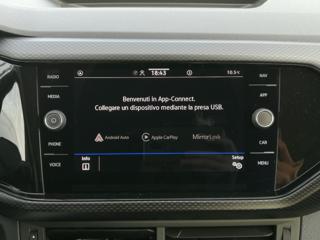 RADIO
18:43
10.5°C
NAV
MEDIA
APP
Benvenuti in App-Connect.
Collegare un dispositivo mediante la presa USB.
PHONE
CAR
Android Auto
Apple CarPlay
MirrorLink
VOICE
Info
Setup
MENU